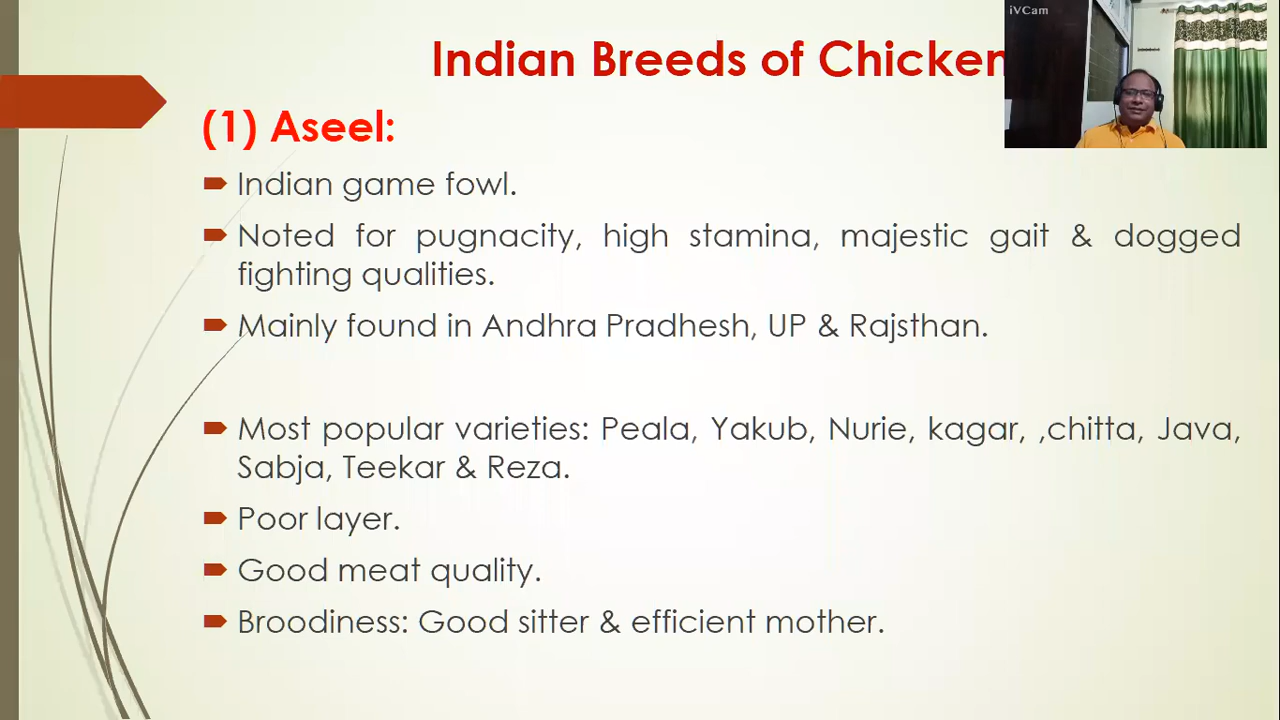 Indian Breeds of Chicken
iVCam
(1) Aseel:
Indian game fowl.
Noted for pugnacity, high stamina, majestic gait & dogged
fighting qualities.
Mainly found in Andhra Pradhesh, UP & Rajsthan.
Most popular varieties: Peala, Yakub, Nurie, kagar, ,chitta, Java,
Sabja, Teekar & Reza.
Poor layer.
Good meat quality.
Broodiness: Good sitter & efficient mother.